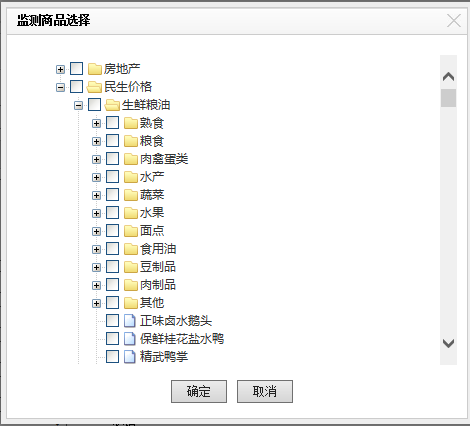 监测商品选择
房地产
民生价格
生鲜粮油
熟食
粮食
肉禽蛋类
水产
蔬菜
水果
面点
食用油
豆制品
肉制品
其他
正味卤水鹅头
保鲜桂花盐水鸭
精武鸭掌
确定 取消